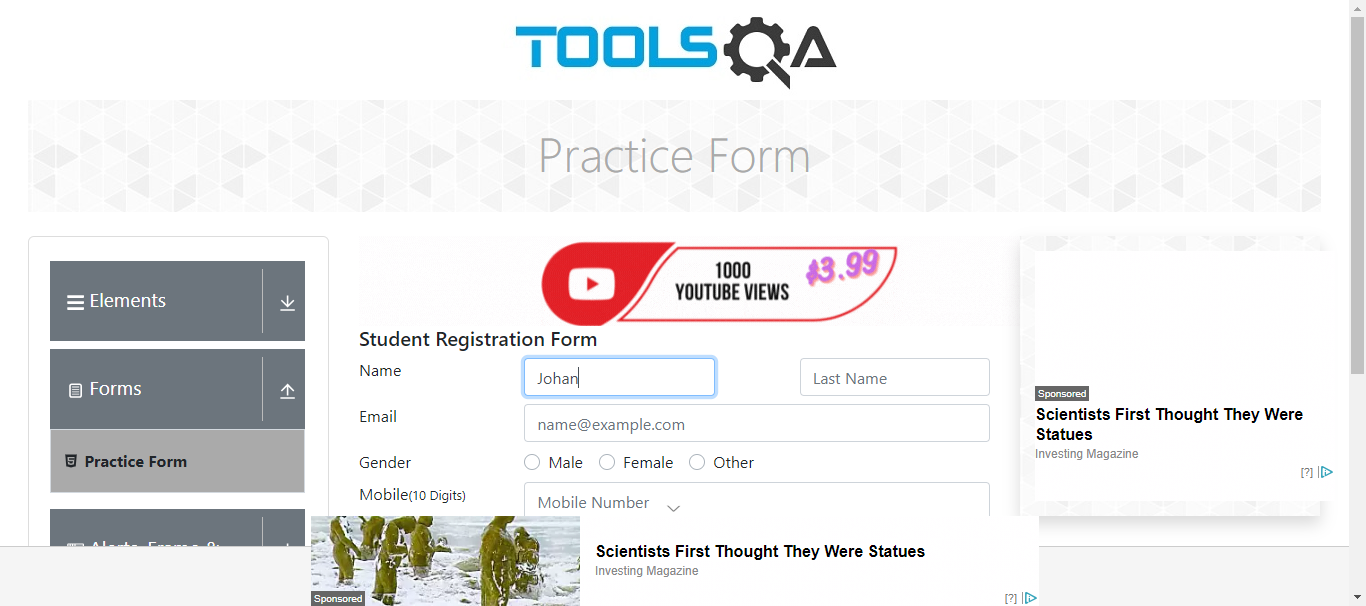 TOOLSQA
Practice Form
Elements
Forms
Practice Form
1000
YOUTUBE VIEWS
$3.99
Student Registration Form
Name
Johan
Last Name
Email
name@example.com
Gender
Male
Female
Other
Mobile(10 Digits)
Mobile Number
Sponsored
Scientists First Thought They Were
Statues
Investing Magazine
[?]
Sponsored
Scientists First Thought They Were Statues
Investing Magazine
[?]